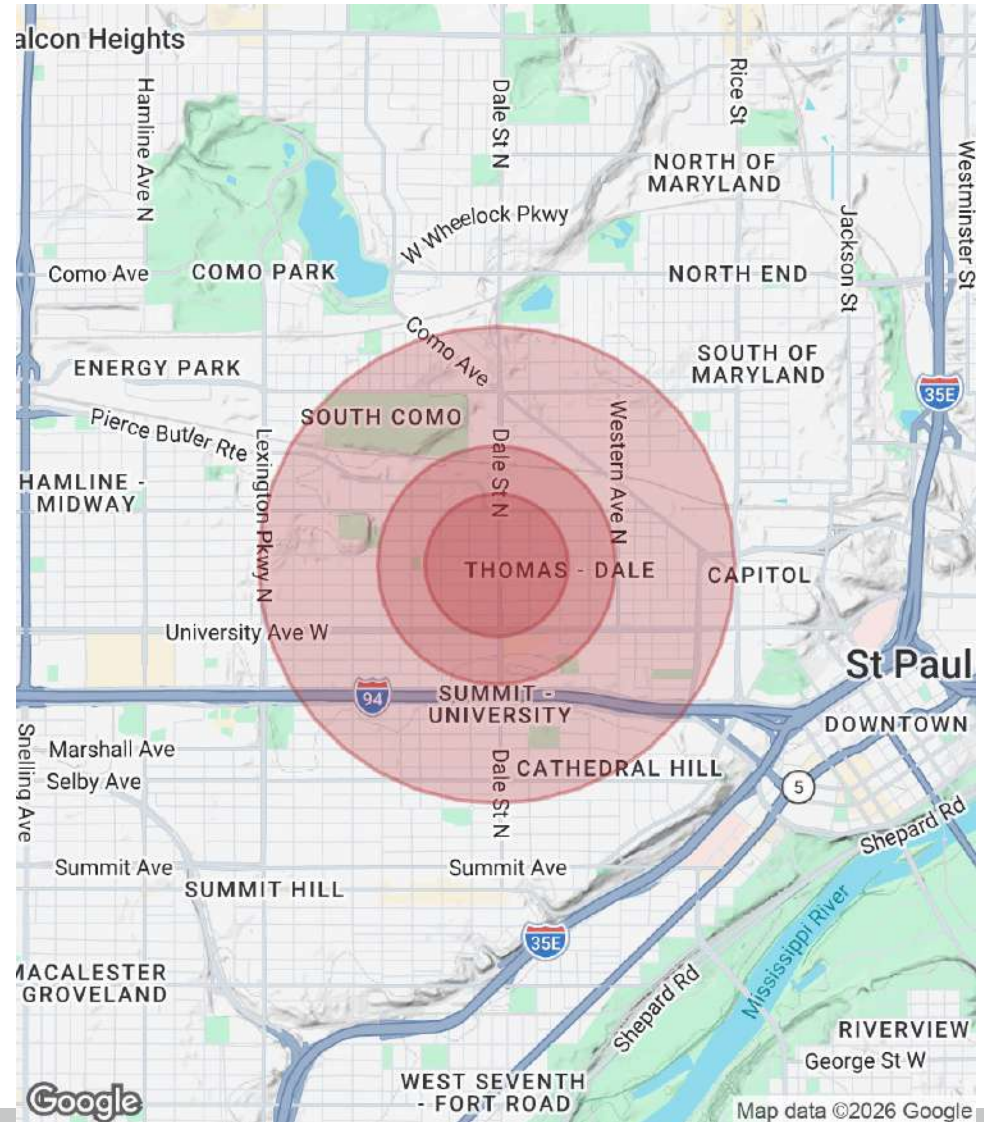 alcon Heights
Hamline Ave N
Dale St N
Rice St
NORTH OF
MARYLAND
Westminster St
W Wheelock Pkwy
Jackson St
Como Ave
COMO PARK
NORTH END
Como Ave
ENERGY PARK
SOUTH OF
MARYLAND
35E
Pierce Butler Rte
SOUTH COMO
Lexington Pkwy N
Dale St N
Western Ave N
HAMLINE -
MIDWAY
THOMAS - DALE
CAPITOL
University Ave W
St Paul
94
SUMMIT -
UNIVERSITY
DOWNTOWN
Snelling Ave
Marshall Ave
Selby Ave
Dale St N
CATHEDRAL HILL
5
Shepard Rd
Summit Ave
Summit Ave
SUMMIT HILL
Mississippi River
35E
MACALESTER
GROVELAND
Shepard Rd
RIVERVIEW
George St W
WEST SEVENTH
- FORT ROAD
Google
Map data ©2026 Google